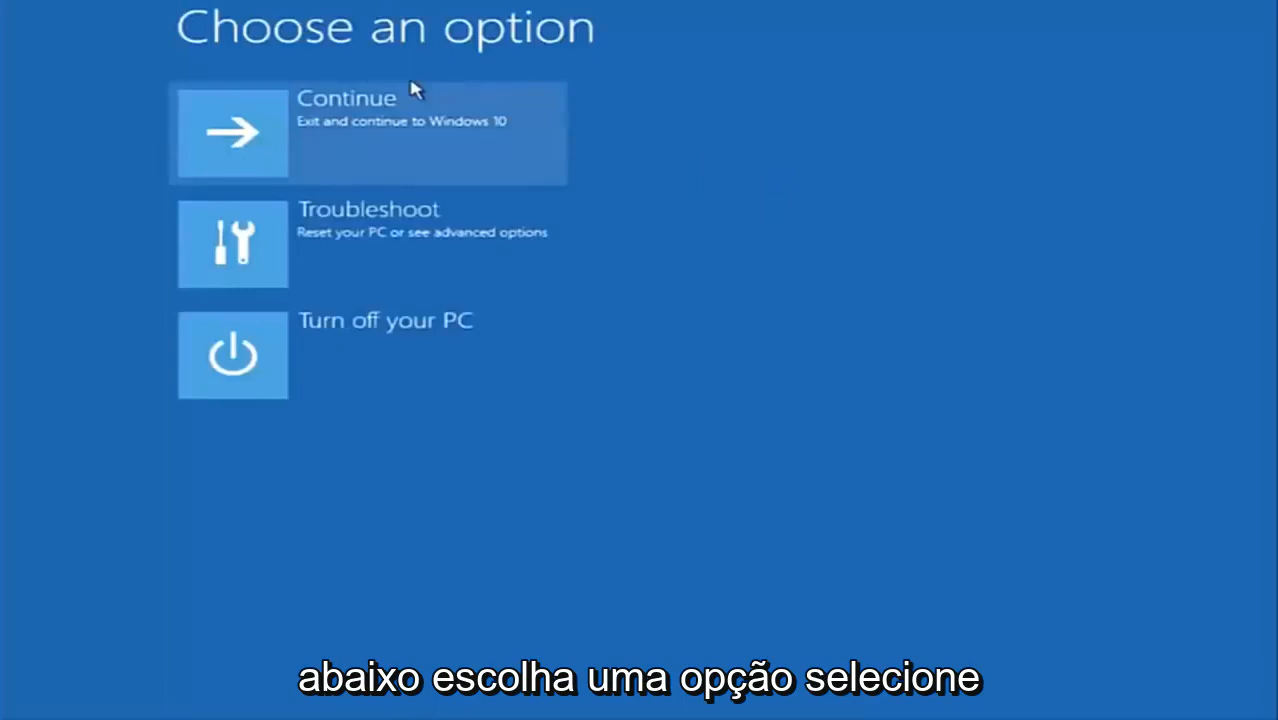 Choose an option
Continue
Exit and continue to Windows 10
Troubleshoot
Reset your PC or see advanced options
Turn off your PC
abaixo escolha uma opção selecione